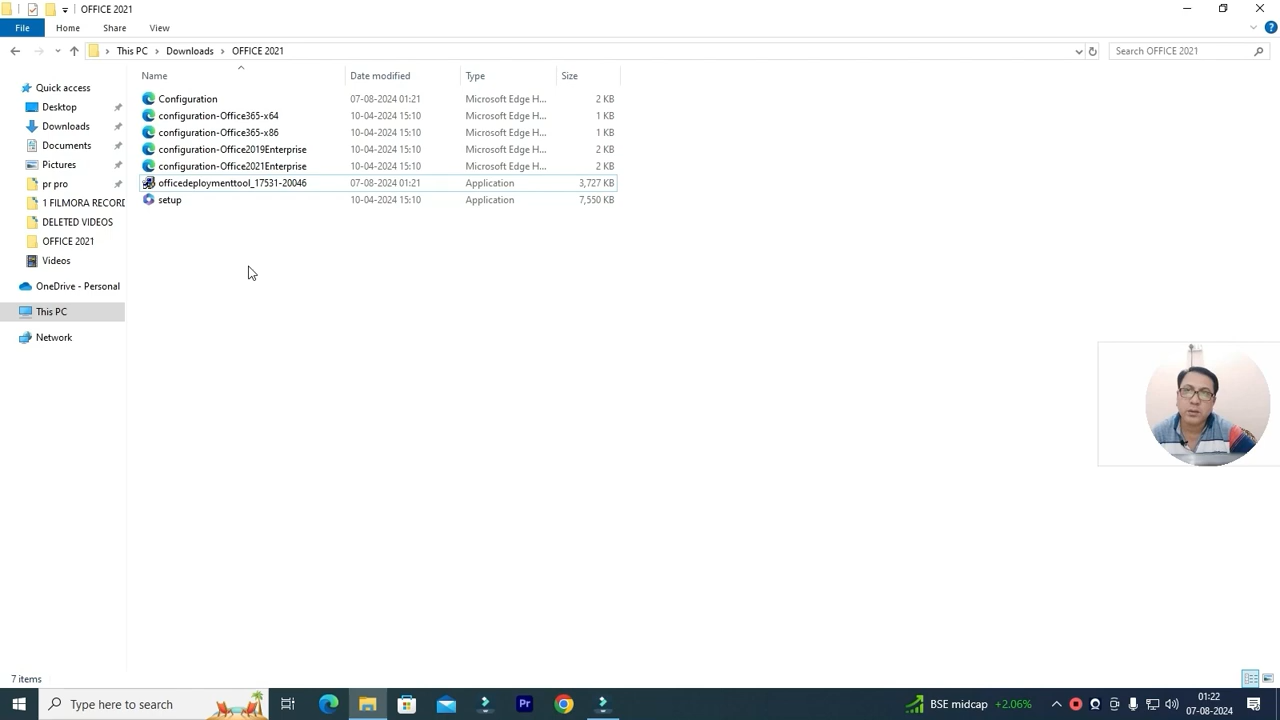 OFFICE 2021
File
Home
Share
View
This PC
Downloads
OFFICE 2021
Search OFFICE 2021
Name
Date modified
Type
Size
Quick access
Desktop
Downloads
Documents
Pictures
pr pro
1 FILMORA RECORD
DELETED VIDEOS
OFFICE 2021
Videos
OneDrive - Personal
This PC
Network
Configuration 07-08-2024 01:21 Microsoft Edge H... 2 KB
configuration-Office365-x64 10-04-2024 15:10 Microsoft Edge H... 1 KB
configuration-Office365-x86 10-04-2024 15:10 Microsoft Edge H... 1 KB
configuration-Office2019Enterprise 10-04-2024 15:10 Microsoft Edge H... 2 KB
configuration-Office2021Enterprise 10-04-2024 15:10 Microsoft Edge H... 2 KB
officedeploymenttool_17531-20046 07-08-2024 01:21 Application 3,727 KB
setup 10-04-2024 15:10 Application 7,550 KB
7 items
Type here to search
Pr
BSE midcap +2.06%
01:22
07-08-2024